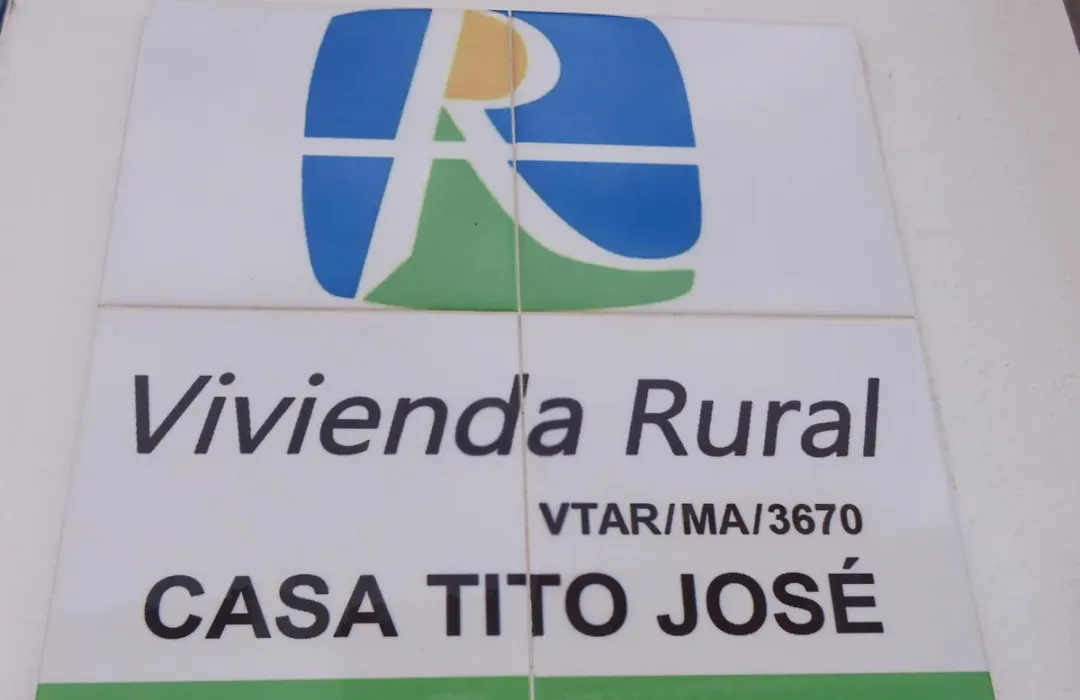 R
Vivienda Rural
VTAR/MA/3670
CASA TITO JOSÉ